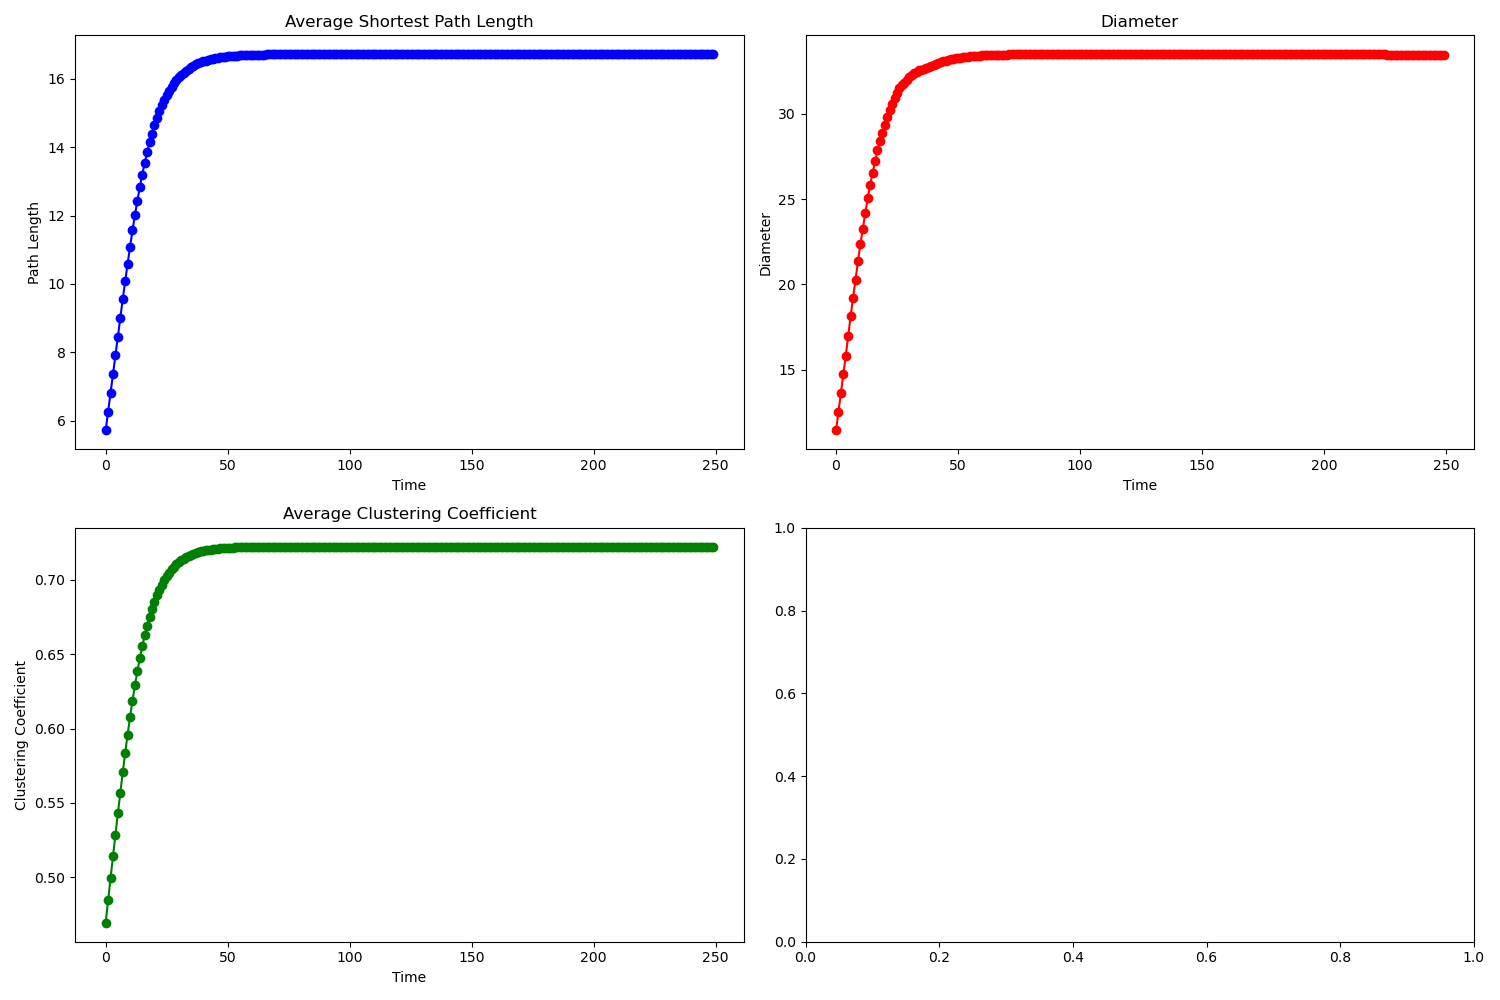 Average Shortest Path Length
Path Length
16
14
12
10
8
6
0 50 100 150 200 250
Time
Diameter
Diameter
30
25
20
15
0 50 100 150 200 250
Time
Average Clustering Coefficient
Clustering Coefficient
0.70
0.65
0.60
0.55
0.50
0 50 100 150 200 250
Time
1.0
0.8
0.6
0.4
0.2
0.0
0.0 0.2 0.4 0.6 0.8 1.0